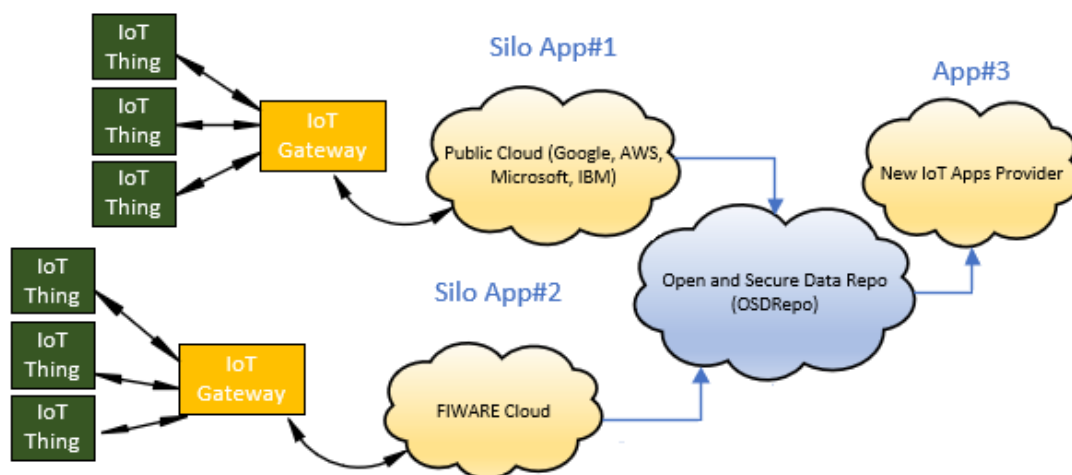 Silo App#1
App#3
IoT
Thing
IoT
Thing
IoT
Thing
IoT
Gateway
Public Cloud (Google, AWS,
Microsoft, IBM)
New IoT Apps Provider
Open and Secure Data Repo
(OSDRepo)
Silo App#2
IoT
Thing
IoT
Thing
IoT
Thing
IoT
Gateway
FIWARE Cloud